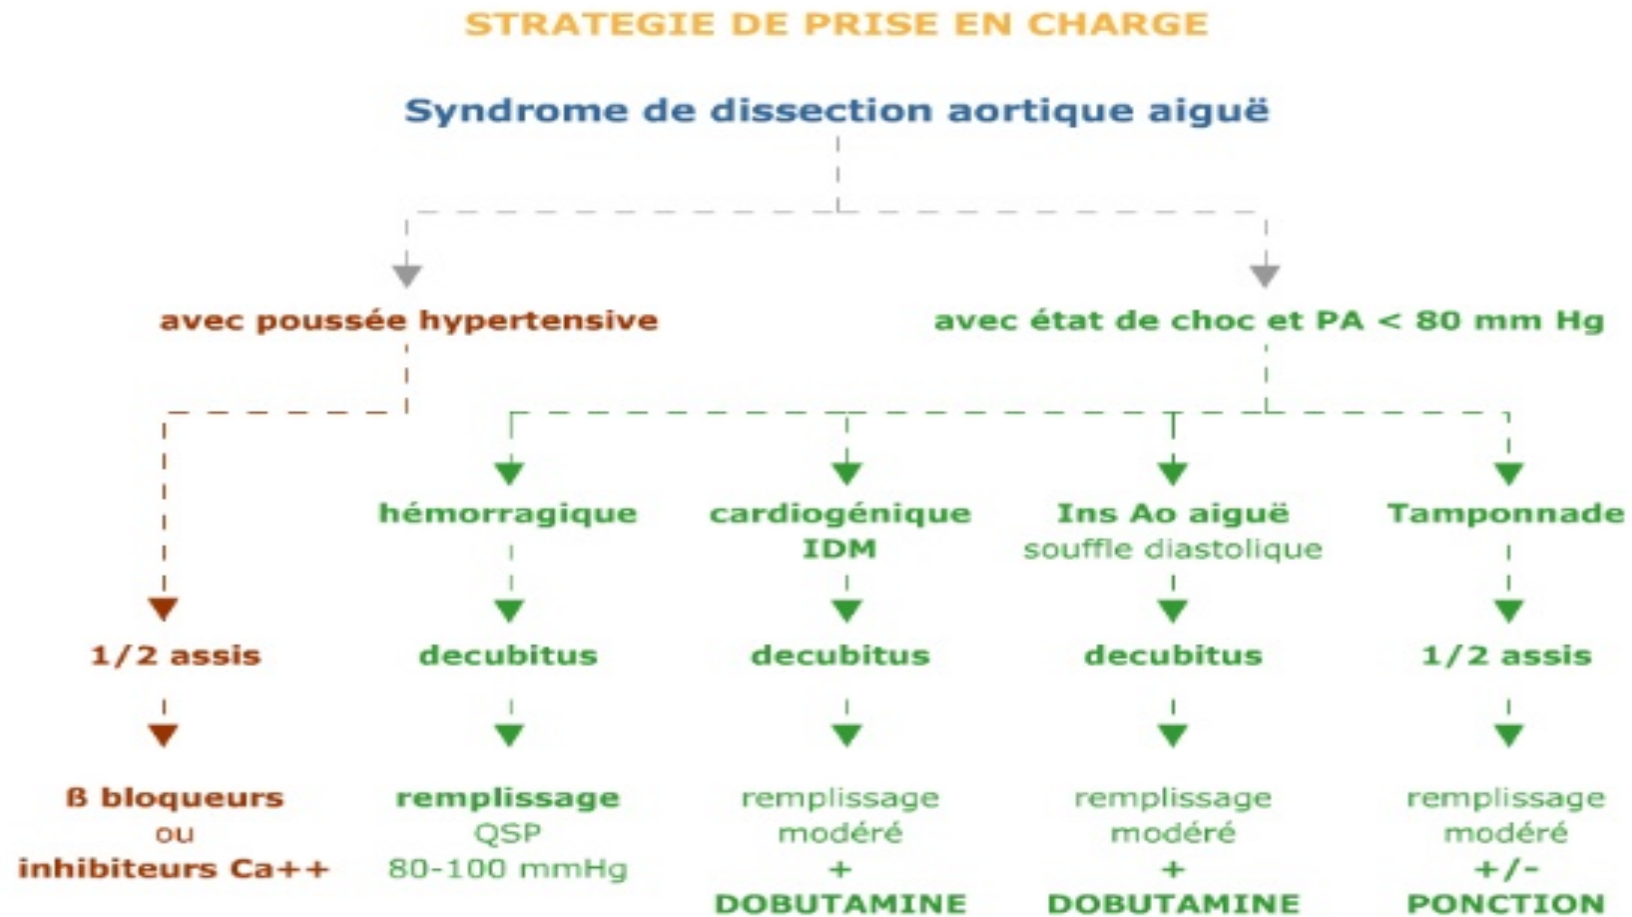 STRATEGIE DE PRISE EN CHARGE
Syndrome de dissection aortique aiguë
avec poussée hypertensive
avec état de choc et PA < 80 mm Hg
hémorragique
cardiogénique
IDM
Ins Ao aiguë
souffle diastolique
Tamponnade
1/2 assis
decubitus
decubitus
decubitus
1/2 assis
ß bloqueurs
ou
inhibiteurs Ca++
remplissage
QSP
80-100 mmHg
remplissage
modéré
+
DOBUTAMINE
remplissage
modéré
+
DOBUTAMINE
remplissage
modéré
+/-
PONCTION